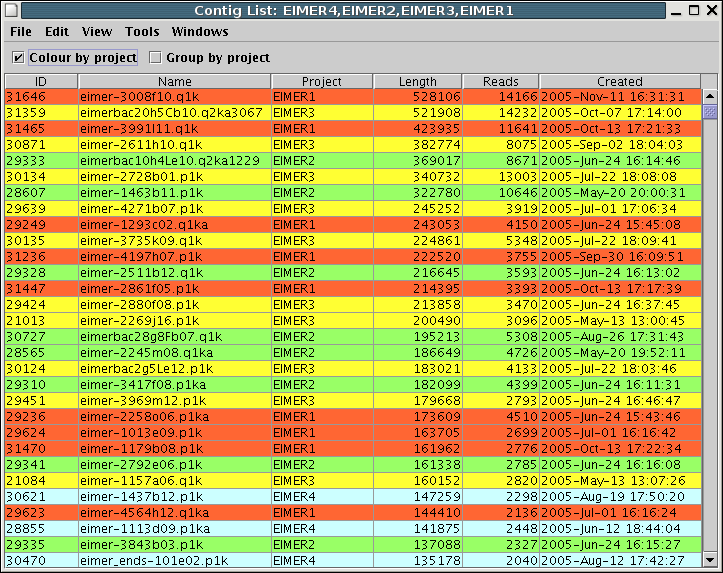 Contig List: EIMER4,EIMER2,EIMER3,EIMER1
File Edit View Tools Windows
Colour by project Group by project
ID Name Project Length Reads Created
31646 eimer-3008f10.q1k EIMER1 528106 14166 2005-Nov-11 16:31:31
31359 eimerbac20h5Cb10.q2ka3067 EIMER3 521908 14232 2005-Oct-07 17:14:00
31465 eimer-3991l11.q1k EIMER1 423935 11641 2005-Oct-13 17:21:33
30871 eimer-2611h10.q1k EIMER3 382774 8075 2005-Sep-02 18:04:03
29333 eimerbac10h4Le10.q2ka1229 EIMER2 369017 8671 2005-Jun-24 16:14:46
30134 eimer-2728b01.p1k EIMER3 340732 13003 2005-Jul-22 18:08:08
28607 eimer-1463b11.p1k EIMER2 322780 10646 2005-May-20 20:00:31
29639 eimer-4271b07.p1k EIMER3 245252 3919 2005-Jul-01 17:06:34
29249 eimer-1293c02.q1ka EIMER1 243053 4150 2005-Jun-24 15:45:08
30135 eimer-3735k09.q1k EIMER3 224861 5348 2005-Jul-22 18:09:41
31236 eimer-4197h07.p1k EIMER1 222520 3755 2005-Sep-30 16:09:51
29328 eimer-2511b12.q1k EIMER2 216645 3593 2005-Jun-24 16:13:02
31447 eimer-2861f05.p1k EIMER1 214395 3393 2005-Oct-13 17:17:39
29424 eimer-2880f08.p1k EIMER3 213858 3470 2005-Jun-24 16:37:45
21013 eimer-2269j16.p1k EIMER3 200490 3096 2005-May-13 13:00:45
30727 eimerbac28g8Fb07.q1k EIMER2 195213 5308 2005-Aug-26 17:31:43
28565 eimer-2245m08.q1ka EIMER2 186649 4726 2005-May-20 19:52:11
30124 eimerbac2g5Le12.p1k EIMER3 183021 4133 2005-Jul-22 18:03:46
29310 eimer-3417f08.p1ka EIMER2 182099 4399 2005-Jun-24 16:11:31
29451 eimer-3969m12.p1k EIMER3 179668 2793 2005-Jun-24 16:46:47
29236 eimer-2258o06.p1ka EIMER1 173609 4510 2005-Jun-24 15:43:46
29624 eimer-1013e09.p1k EIMER1 163705 2699 2005-Jul-01 16:16:42
31470 eimer-1179b08.p1k EIMER1 161962 2776 2005-Oct-13 17:22:34
29341 eimer-2792e06.p1k EIMER2 161338 2785 2005-Jun-24 16:16:08
21084 eimer-1157a06.q1k EIMER3 160152 2820 2005-May-13 13:07:26
30621 eimer-1437b12.p1k EIMER4 147259 2298 2005-Aug-19 17:50:20
29623 eimer-4564h12.q1ka EIMER1 144410 2136 2005-Jul-01 16:16:24
28855 eimer-1113d09.p1ka EIMER4 141875 2448 2005-Jun-12 18:44:04
29335 eimer-3843b03.p1k EIMER2 137088 2327 2005-Jun-24 16:15:27
30470 eimer_ends-101e02.p1k EIMER4 135178 2040 2005-Aug-12 17:42:27